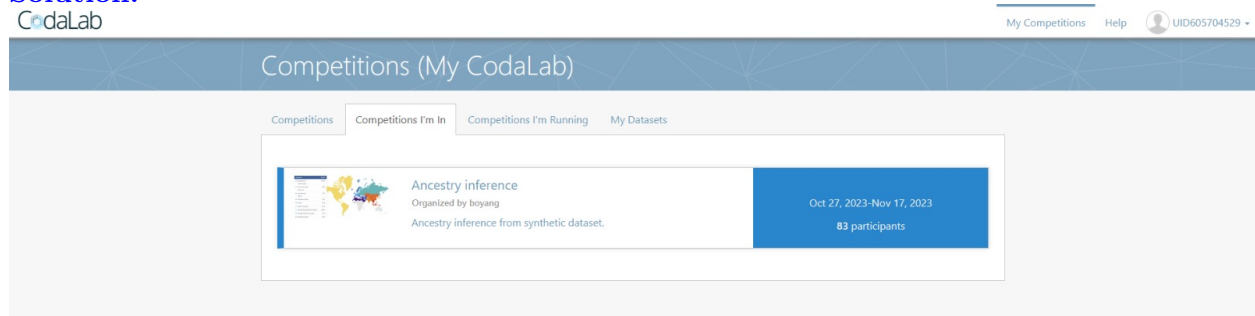 Solution:
CodaLab
My Competitions Help UID605704529
Competitions (My CodaLab)
Competitions Competitions I'm In Competitions I'm Running My Datasets
Ancestry inference
Organized by boyang
Ancestry inference from synthetic dataset.
Oct 27, 2023-Nov 17, 2023
83 participants